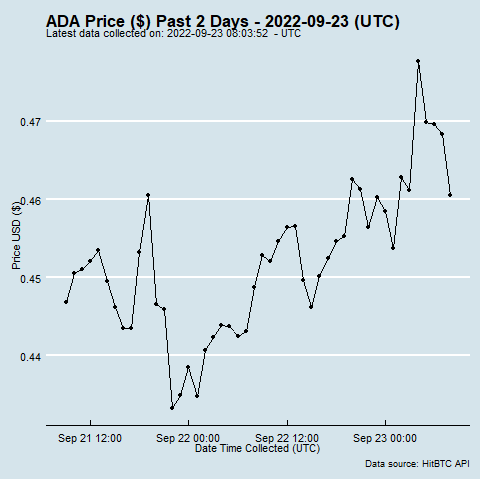 ADA Price ($) Past 2 Days - 2022-09-23 (UTC)
Latest data collected on: 2022-09-23 08:03:52 - UTC
0.47
0.46
0.45
0.44
Price USD ($)
Sep 21 12:00 Sep 22 00:00 Sep 22 12:00 Sep 23 00:00
Date Time Collected (UTC)
Data source: HitBTC API